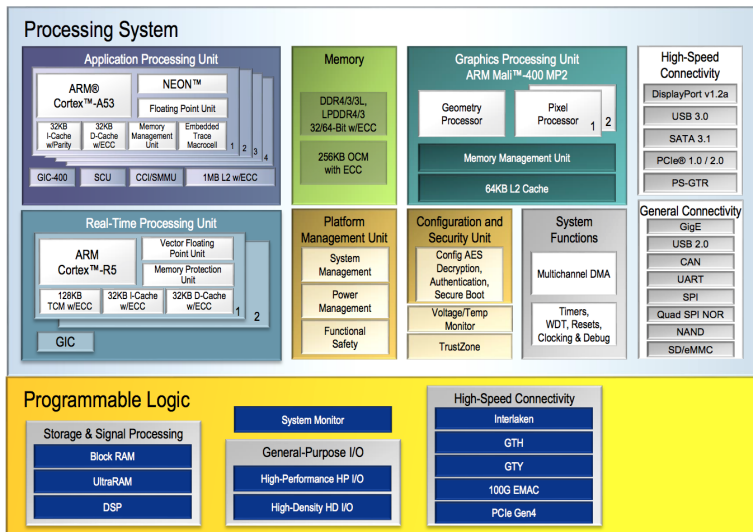 Processing System
Application Processing Unit
ARM®
Cortex™-A53
NEON™
Floating Point Unit
32KB
I-Cache
w/Parity
32KB
D-Cache
w/ECC
Memory
Management
Unit
Embedded
Trace
Macrocell
1
2
3
4
GIC-400
SCU
CCI/SMMU
1MB L2 w/ECC
Memory
DDR4/3/3L,
LPDDR4/3
32/64-Bit w/ECC
256KB OCM
with ECC
Graphics Processing Unit
ARM Mali™-400 MP2
Geometry
Processor
Pixel
Processor
1
2
Memory Management Unit
64KB L2 Cache
High-Speed
Connectivity
DisplayPort v1.2a
USB 3.0
SATA 3.1
PCIe® 1.0 / 2.0
PS-GTR
Real-Time Processing Unit
ARM
Cortex™-R5
Vector Floating
Point Unit
Memory Protection
Unit
128KB
TCM w/ECC
32KB I-Cache
w/ECC
32KB D-Cache
w/ECC
1
2
GIC
Platform
Management Unit
System
Management
Power
Management
Functional
Safety
Configuration and
Security Unit
Config AES
Decryption,
Authentication,
Secure Boot
Voltage/Temp
Monitor
TrustZone
System
Functions
Multichannel DMA
Timers,
WDT, Resets,
Clocking & Debug
General Connectivity
GigE
USB 2.0
CAN
UART
SPI
Quad SPI NOR
NAND
SD/eMMC
Programmable Logic
Storage & Signal Processing
Block RAM
UltraRAM
DSP
System Monitor
General-Purpose I/O
High-Performance HP I/O
High-Density HD I/O
High-Speed Connectivity
Interlaken
GTH
GTY
100G EMAC
PCIe Gen4